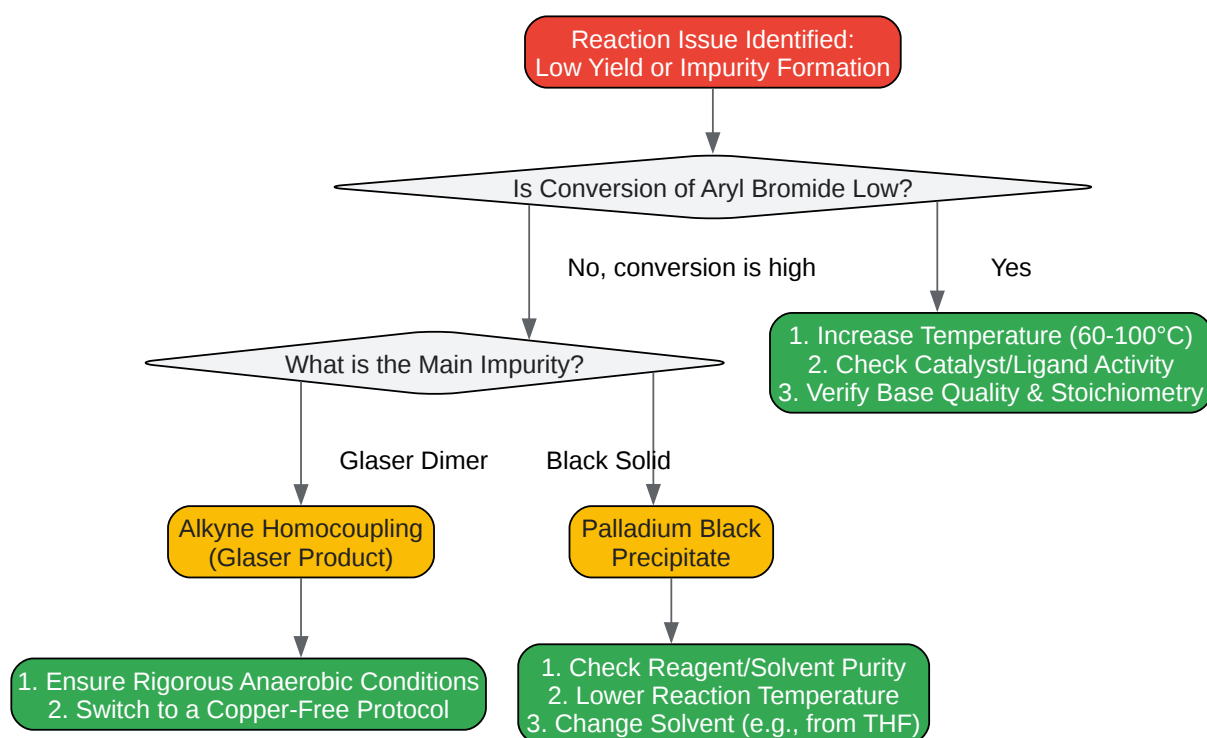 Reaction Issue Identified:
Low Yield or Impurity Formation
Is Conversion of Aryl Bromide Low?
No, conversion is high
Yes
1. Increase Temperature (60-100°C)
2. Check Catalyst/Ligand Activity
3. Verify Base Quality & Stoichiometry
What is the Main Impurity?
Glaser Dimer
Black Solid
Alkyne Homocoupling
(Glaser Product)
Palladium Black
Precipitate
1. Ensure Rigorous Anaerobic Conditions
2. Switch to a Copper-Free Protocol
1. Check Reagent/Solvent Purity
2. Lower Reaction Temperature
3. Change Solvent (e.g., from THF)